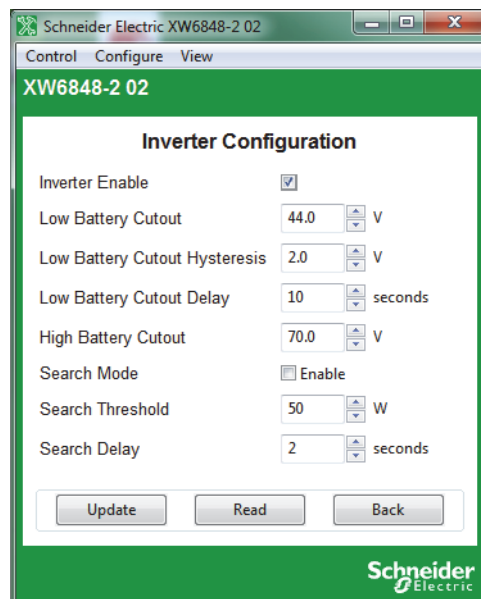 Schneider Electric XW6848-2 02
Control Configure View
XW6848-2 02
Inverter Configuration
Inverter Enable
Low Battery Cutout 44.0 V
Low Battery Cutout Hysteresis 2.0 V
Low Battery Cutout Delay 10 seconds
High Battery Cutout 70.0 V
Search Mode Enable
Search Threshold 50 W
Search Delay 2 seconds
Update Read Back
Schneider
Electric